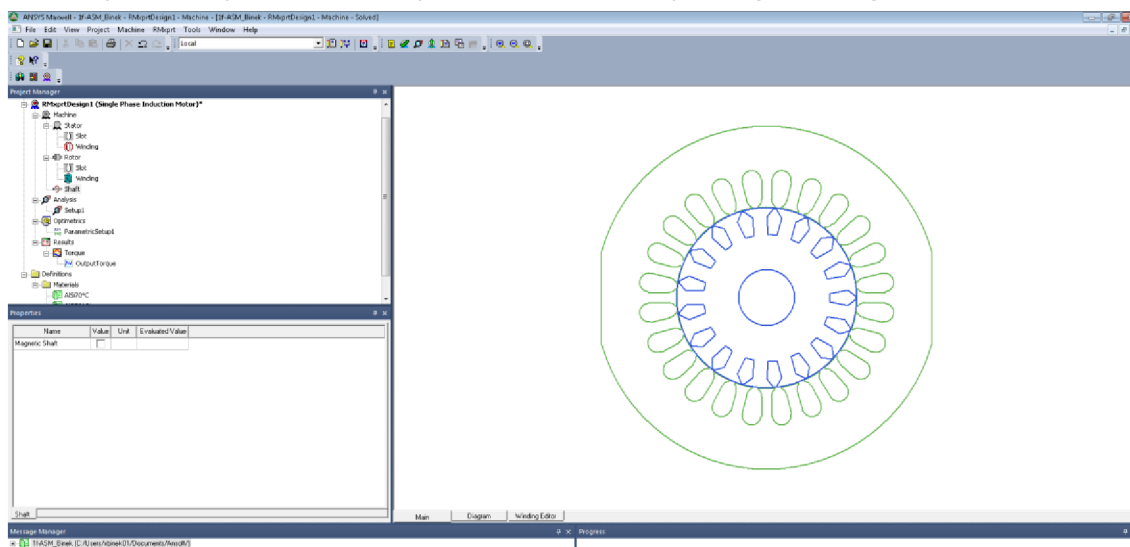 ANSYS Maxwell - 1f-ASM_Binek - RMxprtDesign1 - Machine - [1f-ASM_Binek - RMxprtDesign1 - Machine - Solved]
File Edit View Project Machine RMxprt Tools Window Help
Local
Project Manager
RMxprtDesign1 (Single Phase Induction Motor)*
Machine
Stator
Slot
Winding
Rotor
Slot
Winding
Shaft
Analysis
Setup1
Optimetrics
ParametricSetup1
Results
Torque
OutputTorque
Definitions
Materials
Properties
Name Value Unit Evaluated Value
Magnetic Shaft
Shaft
Main Diagram Winding Editor
Message Manager
Progress